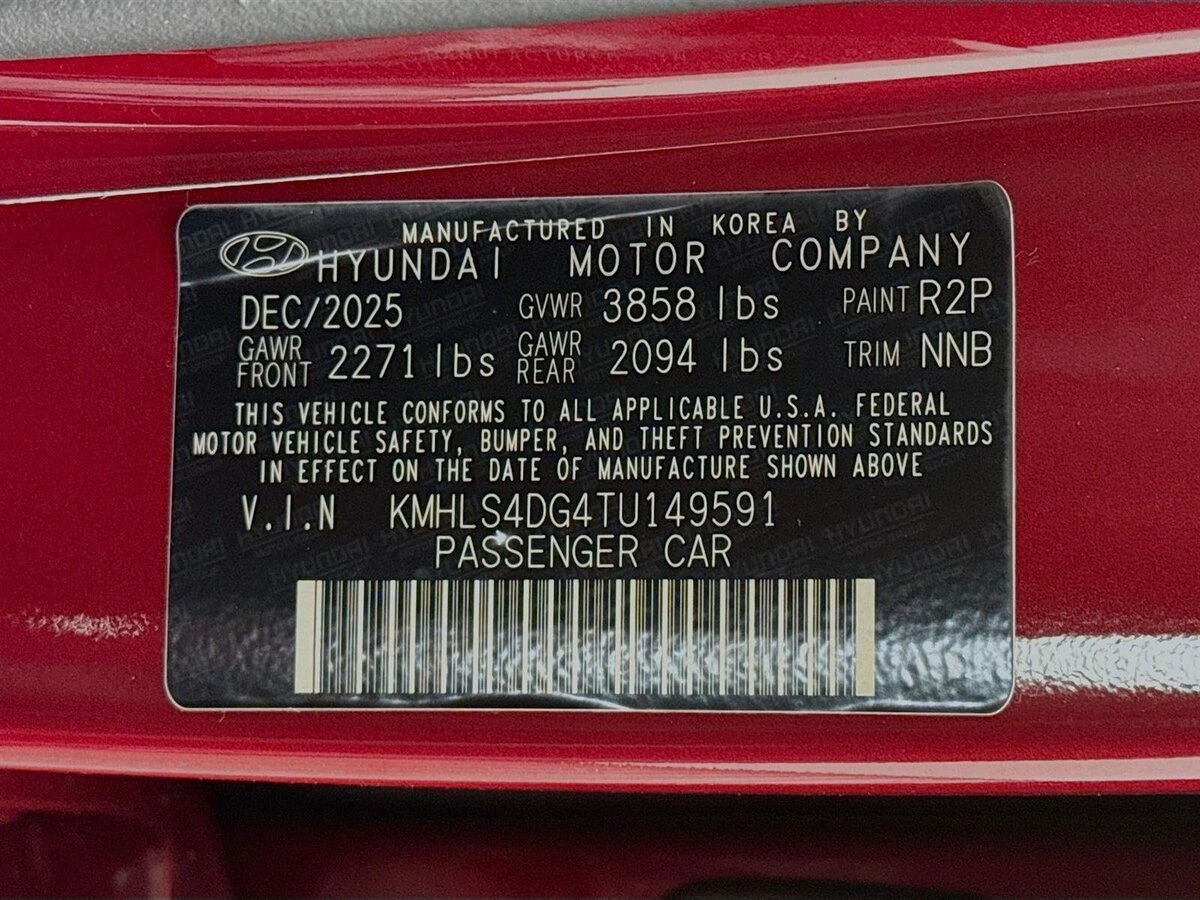 MANUFACTURED IN KOREA BY
HYUNDAI MOTOR COMPANY
DEC/2025 GVWR 3858 lbs PAINT R2P
GAWR FRONT 2271 lbs GAWR REAR 2094 lbs TRIM NNB
THIS VEHICLE CONFORMS TO ALL APPLICABLE U.S.A. FEDERAL
MOTOR VEHICLE SAFETY, BUMPER, AND THEFT PREVENTION STANDARDS
IN EFFECT ON THE DATE OF MANUFACTURE SHOWN ABOVE
V.I.N KMHLS4DG4TU149591
PASSENGER CAR